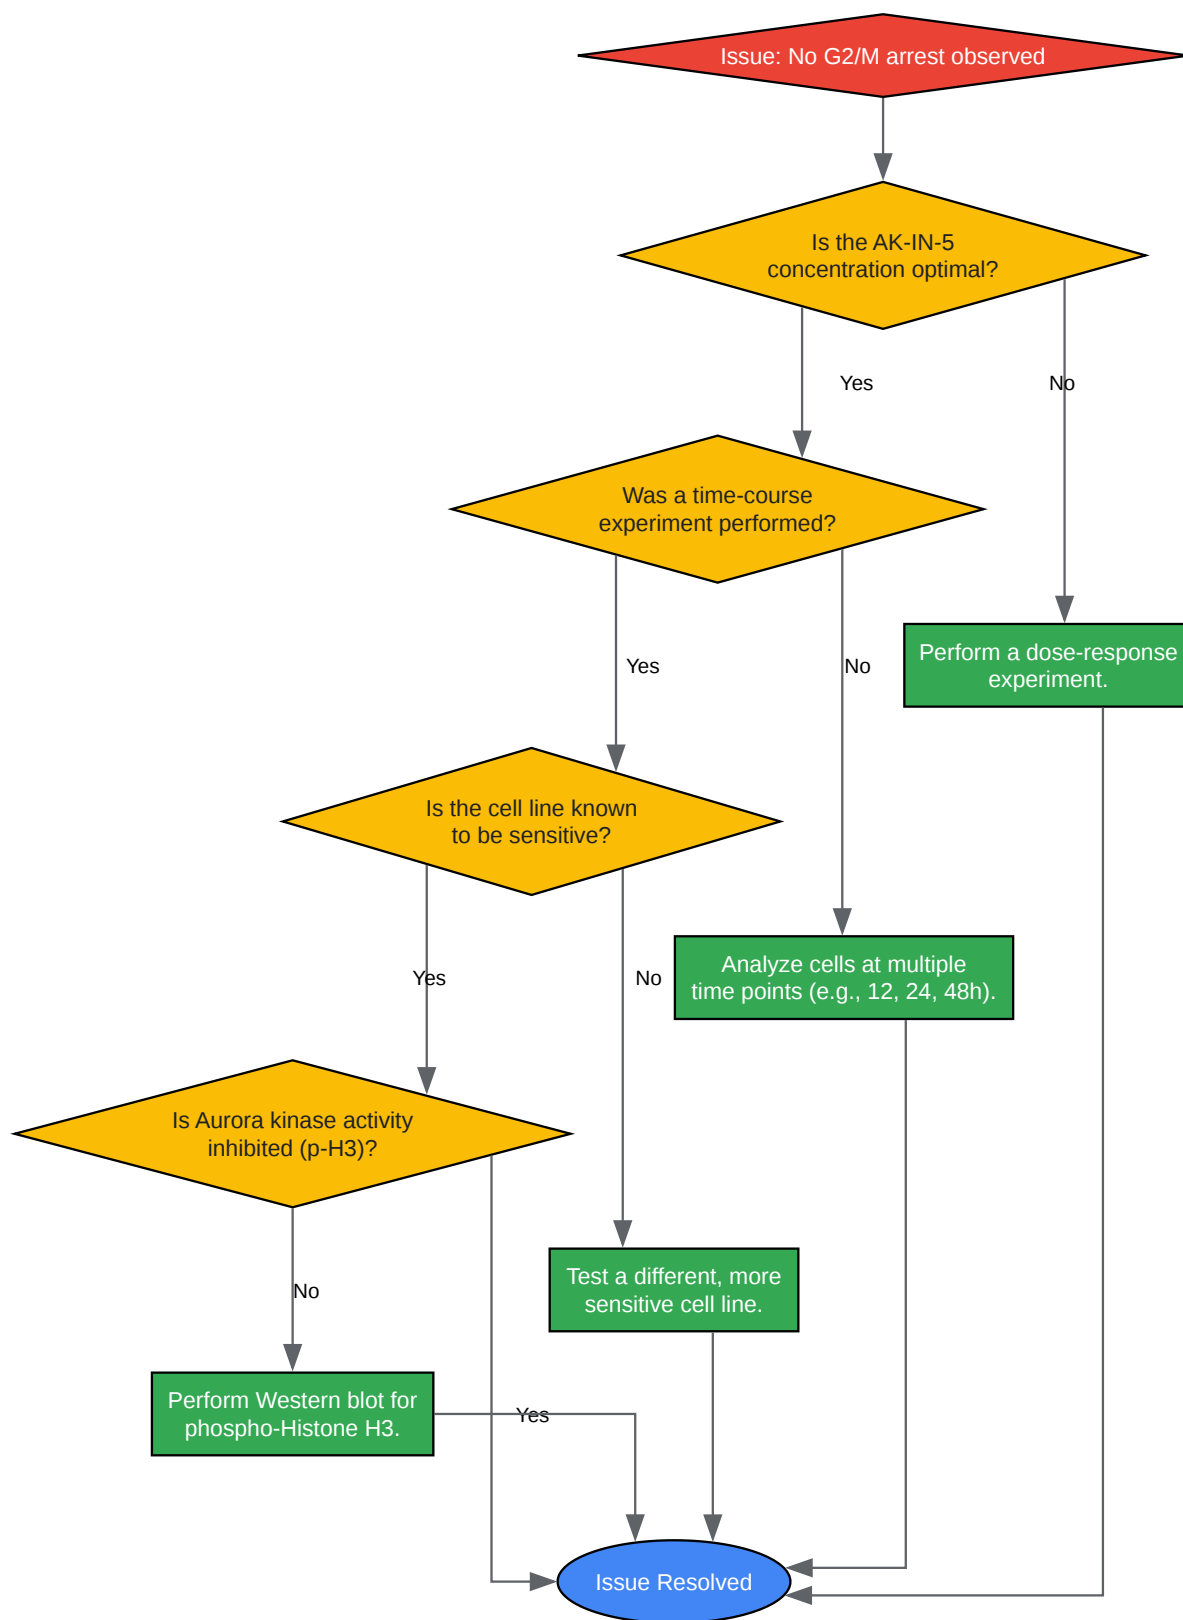 Issue: No G2/M arrest observed
Is the AK-IN-5
concentration optimal?
Yes
No
Was a time-course
experiment performed?
Yes
No
Perform a dose-response
experiment.
Is the cell line known
to be sensitive?
Yes
No
Analyze cells at multiple
time points (e.g., 12, 24, 48h).
Is Aurora kinase activity
inhibited (p-H3)?
No
Test a different, more
sensitive cell line.
Perform Western blot for
phospho-Histone H3.
Yes
Issue Resolved